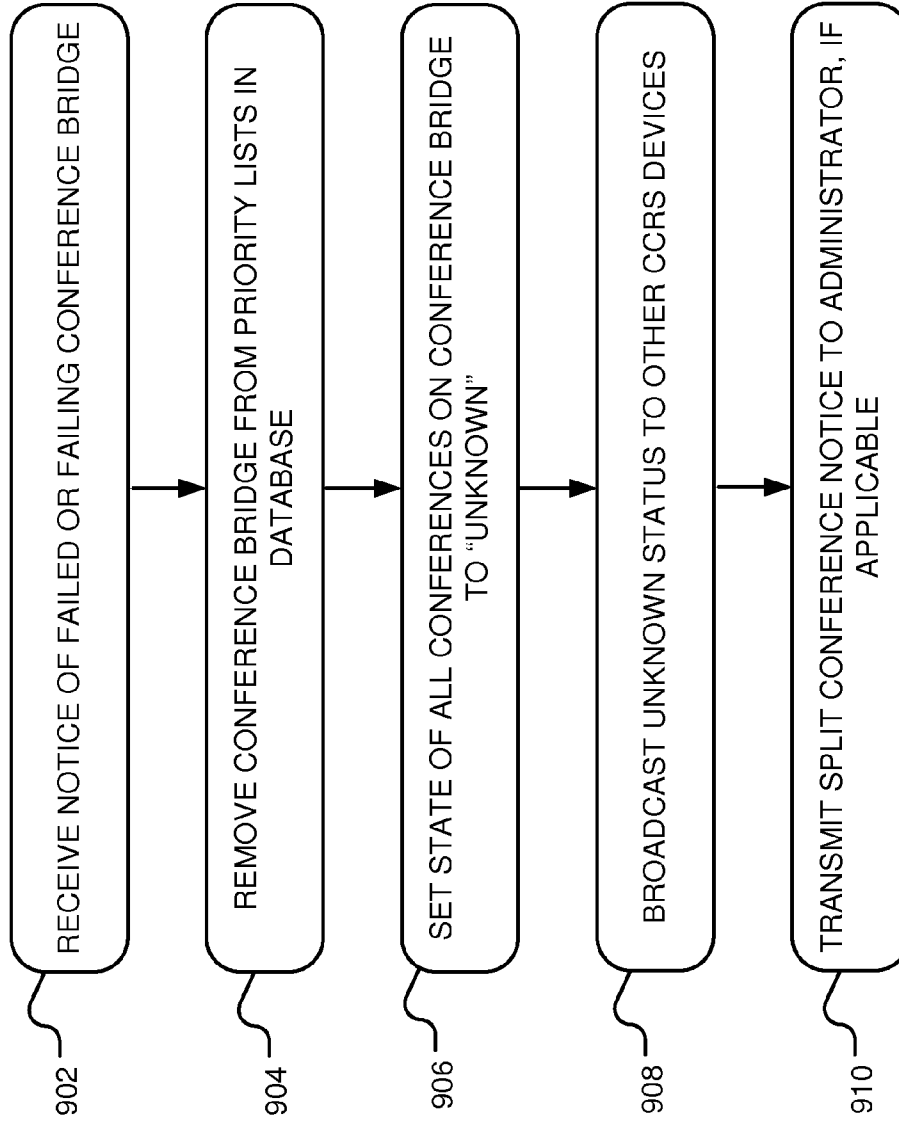 902
RECEIVE NOTICE OF FAILED OR FAILING CONFERENCE BRIDGE
904
REMOVE CONFERENCE BRIDGE FROM PRIORITY LISTS IN
DATABASE
906
SET STATE OF ALL CONFERENCES ON CONFERENCE BRIDGE
TO “UNKNOWN”
908
BROADCAST UNKNOWN STATUS TO OTHER CCRS DEVICES
910
TRANSMIT SPLIT CONFERENCE NOTICE TO ADMINISTRATOR, IF
APPLICABLE